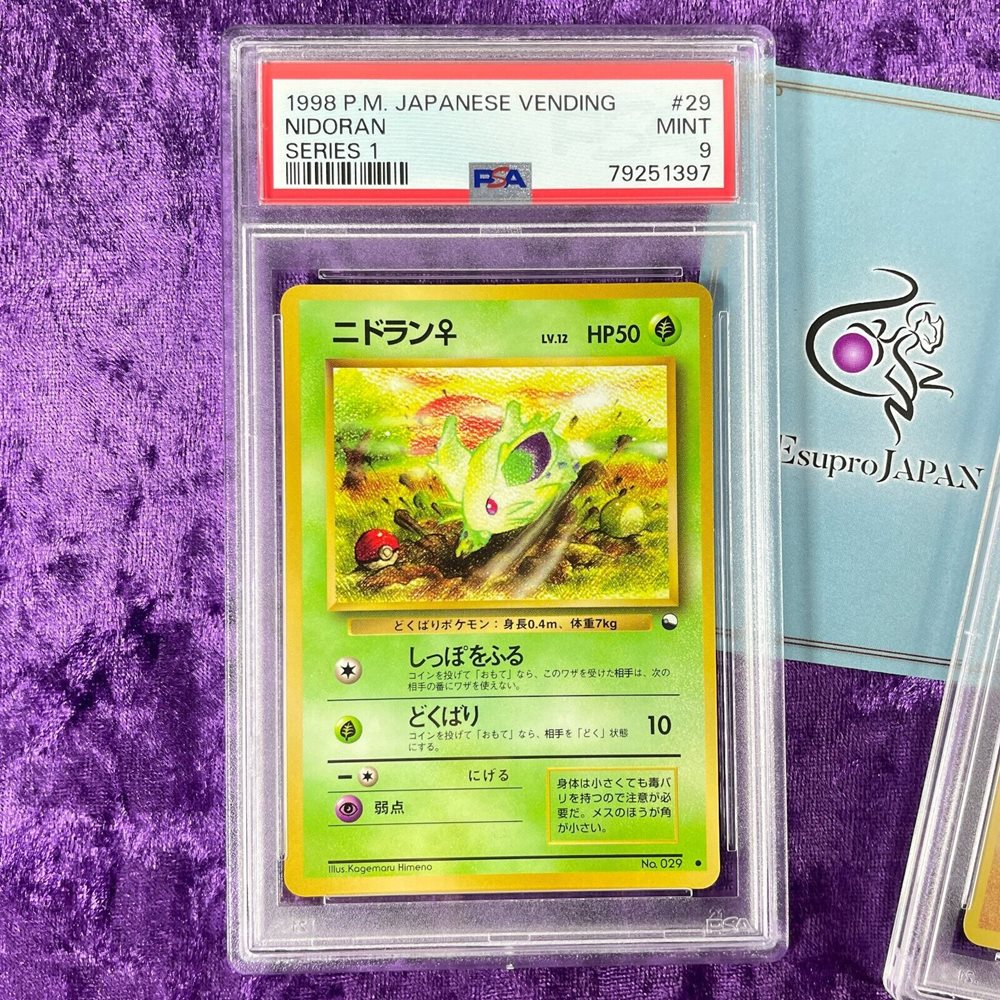 1998 P.M. JAPANESE VENDING #29
NIDORAN MINT
SERIES 1 9
79251397
PSA
ニドラン♀ LV.12 HP50
どくばりポケモン：身長0.4m、体重7kg
しっぽをふる
コインを投げて「おもて」なら、このワザを受けた相手は、次の
相手の番にワザを使えない。
どくばり 10
コインを投げて「おもて」なら、相手を「どく」状態
にする。
にげる
弱点
身体は小さくても毒バ
リを持つので注意が必
要だ。メスのほうが角
が小さい。
Illus.Kagemaru Himeno No. 029
PSA
EsuproJAPAN